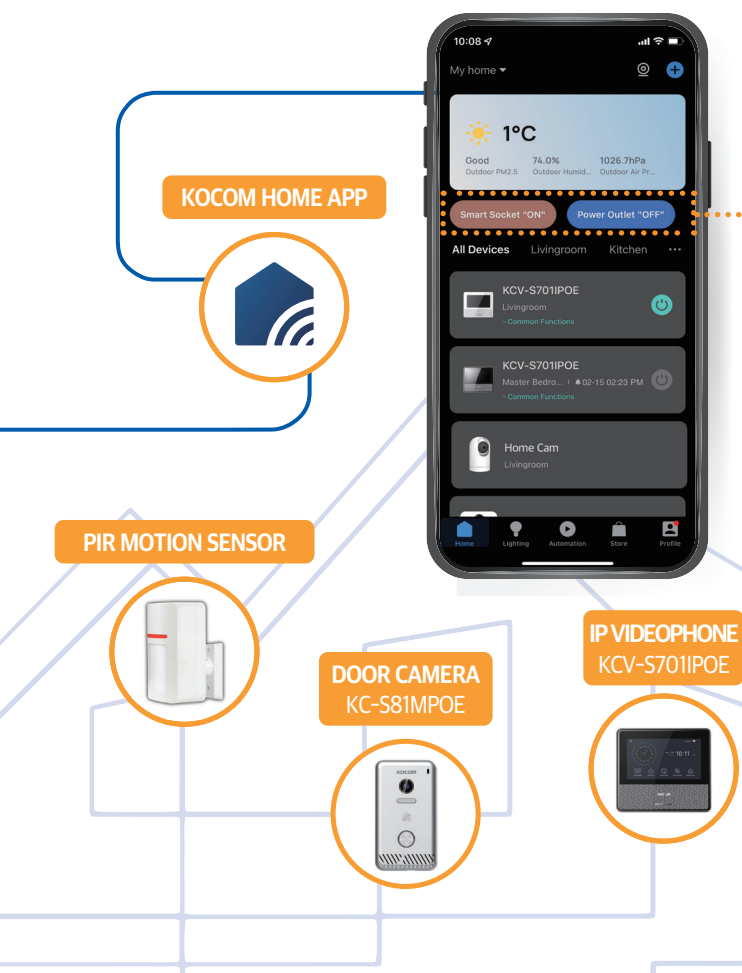 10:08
My home
1°C
Good 74.0% 1026.7hPa
Outdoor PM2.5 Outdoor Humid... Outdoor Air Pr...
KOCOM HOME APP
Smart Socket "ON" Power Outlet "OFF"
All Devices Livingroom Kitchen ...
KCV-S701IPOE
Livingroom
- Common Functions
KCV-S701IPOE
Master Bedro... | 02-15 02:23 PM
- Common Functions
Home Cam
Livingroom
Home Lighting Automation Store Profile
PIR MOTION SENSOR
IP VIDEOPHONE
KCV-S701IPOE
DOOR CAMERA
KC-S81MPOE
10:11
KOCOM